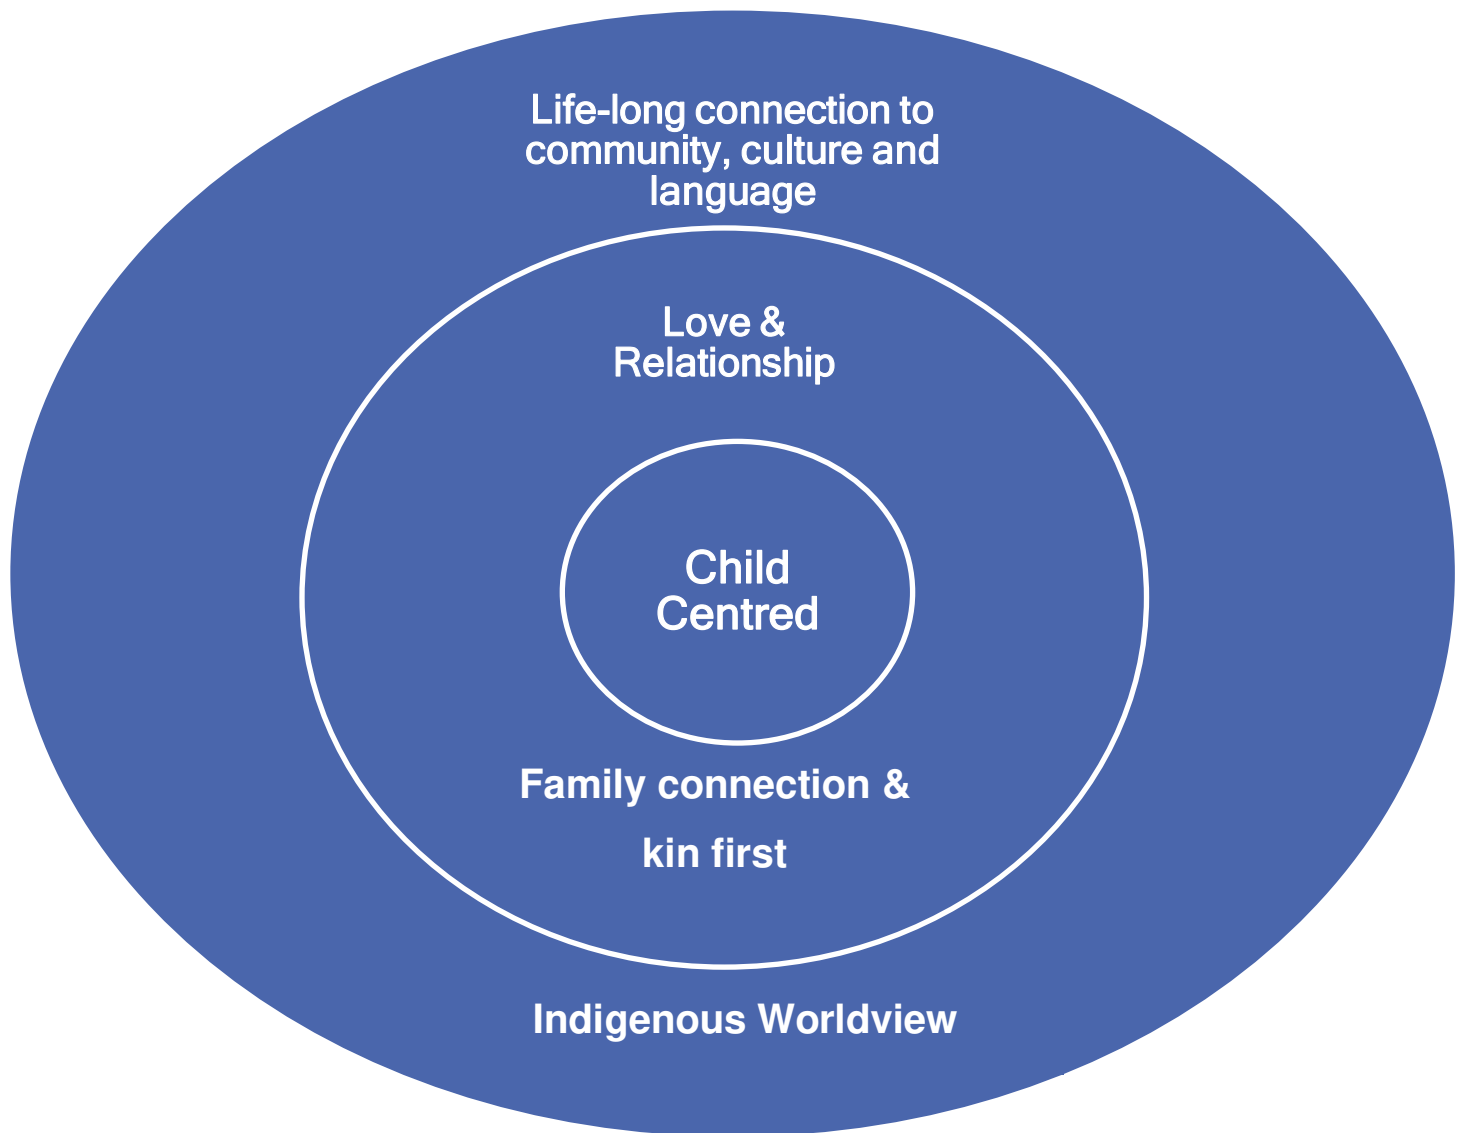 Life-long connection to
community, culture and
language
Love &
Relationship
Child
Centred
Family connection &
kin first
Indigenous Worldview